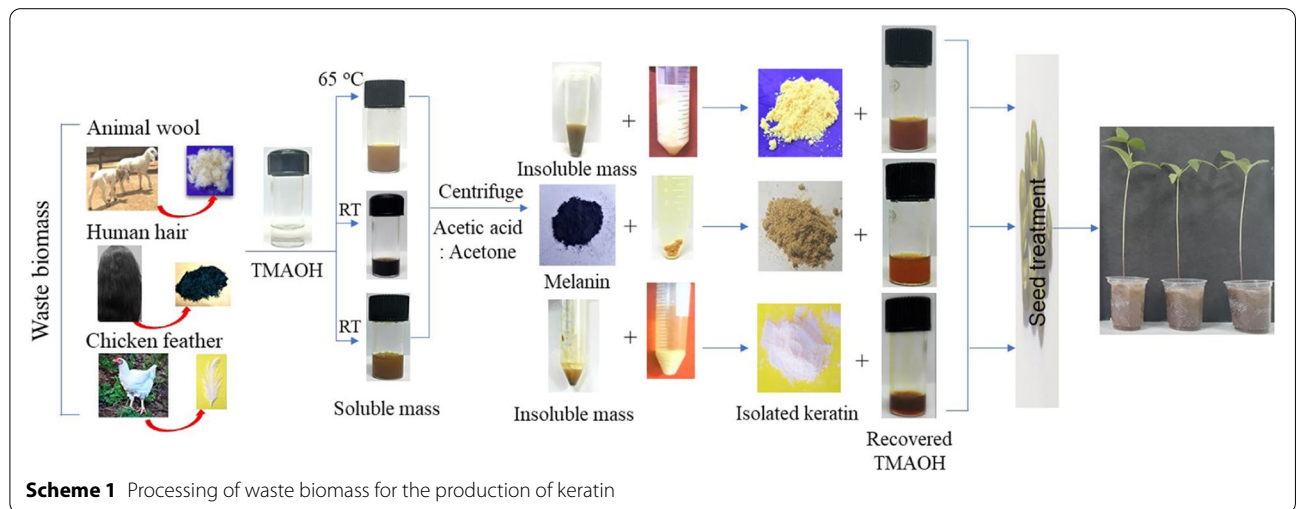 Waste biomass
Animal wool
Human hair
Chicken feather
TMAOH
65 °C
RT
RT
Soluble mass
Centrifuge
Acetic acid
: Acetone
Insoluble mass
+
Melanin
+
Insoluble mass
+
+
+
+
Isolated keratin
Recovered
TMAOH
Seed treatment
Scheme 1 Processing of waste biomass for the production of keratin